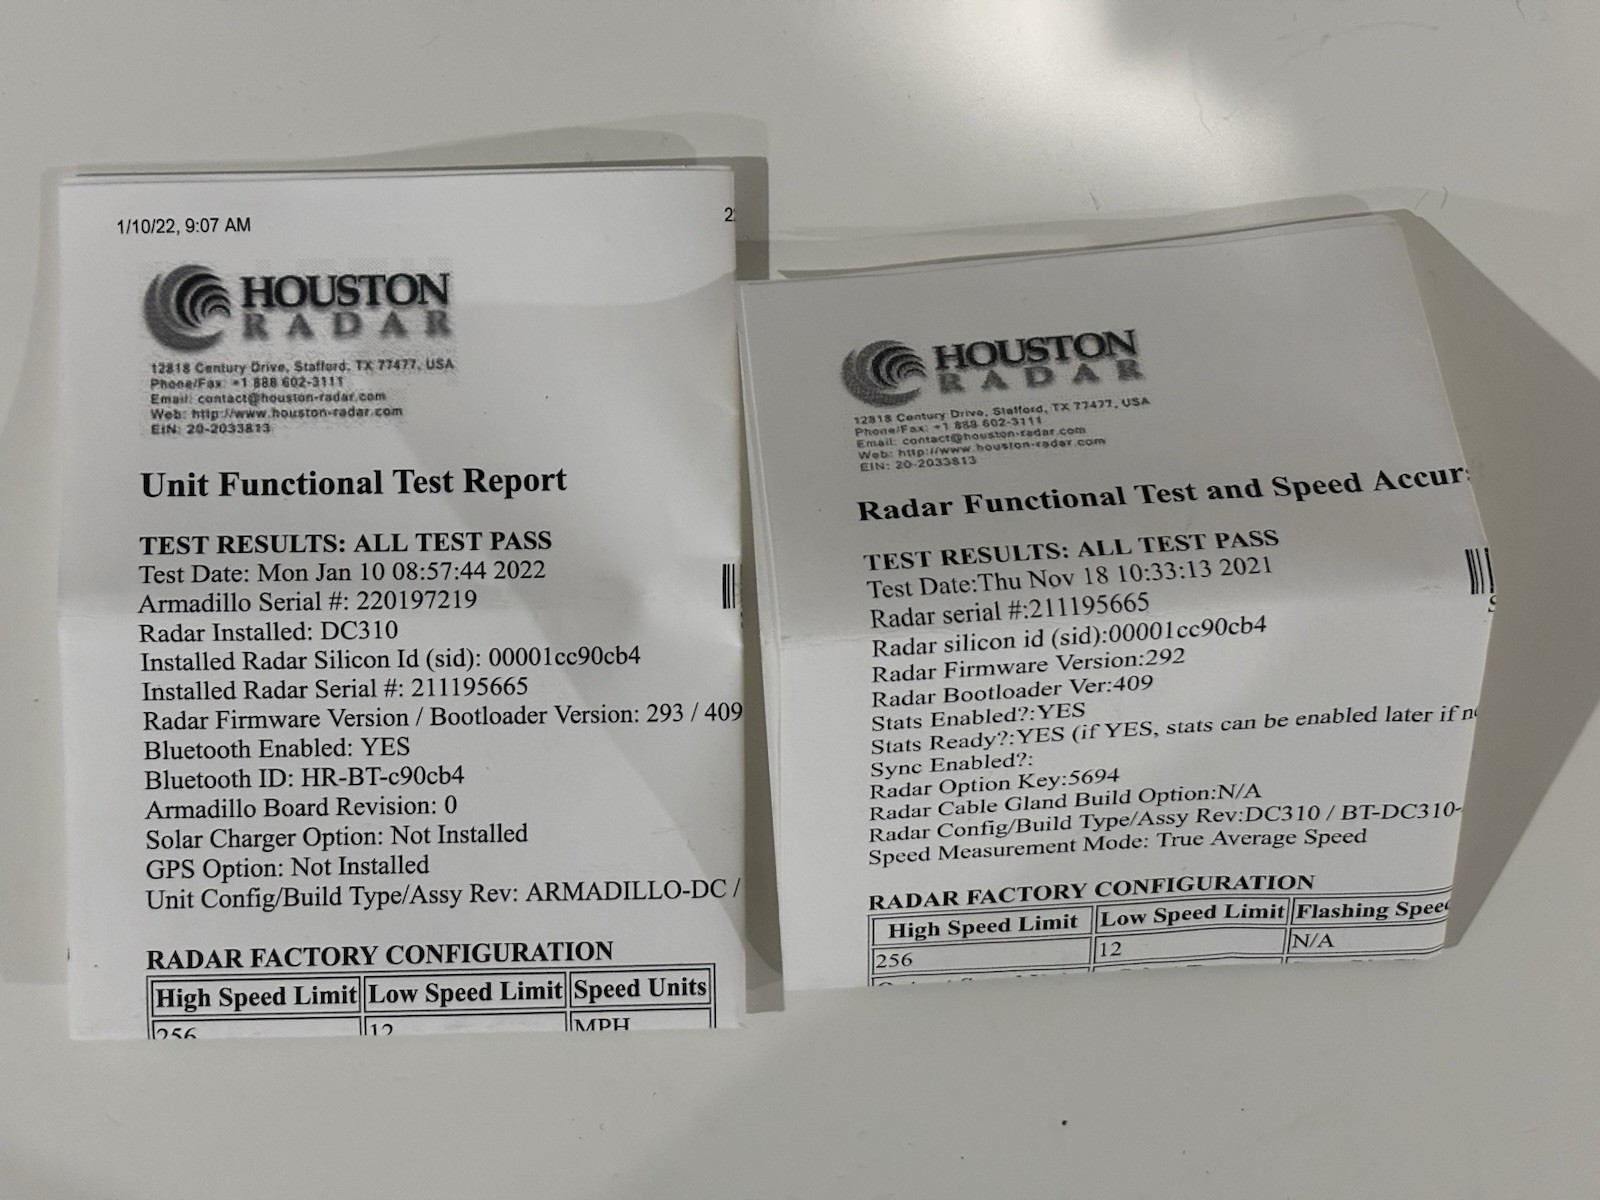 1/10/22, 9:07 AM
HOUSTON
RADAR
12818 Century Drive, Stafford, TX 77477, USA
Phone/Fax: +1 888 602-3111
Email: contact@houston-radar.com
Web: http://www.houston-radar.com
EIN: 20-2033813
Unit Functional Test Report
TEST RESULTS: ALL TEST PASS
Test Date: Mon Jan 10 08:57:44 2022
Armadillo Serial #: 220197219
Radar Installed: DC310
Installed Radar Silicon Id (sid): 00001cc90cb4
Installed Radar Serial #: 211195665
Radar Firmware Version / Bootloader Version: 293 / 409
Bluetooth Enabled: YES
Bluetooth ID: HR-BT-c90cb4
Armadillo Board Revision: 0
Solar Charger Option: Not Installed
GPS Option: Not Installed
Unit Config/Build Type/Assy Rev: ARMADILLO-DC /
RADAR FACTORY CONFIGURATION
High Speed Limit Low Speed Limit Speed Units
256 12 MPH
HOUSTON
RADAR
12818 Century Drive, Stafford, TX 77477, USA
Phone/Fax: +1 888 602-3111
Email: contact@houston-radar.com
Web: http://www.houston-radar.com
EIN: 20-2033813
Radar Functional Test and Speed Accur
TEST RESULTS: ALL TEST PASS
Test Date:Thu Nov 18 10:33:13 2021
Radar serial #:211195665
Radar silicon id (sid):00001cc90cb4
Radar Firmware Version:292
Radar Bootloader Ver:409
Stats Enabled?:YES
Stats Ready?:YES (if YES, stats can be enabled later if
Sync Enabled?:
Radar Option Key:5694
Radar Cable Gland Build Option:N/A
Radar Config/Build Type/Assy Rev:DC310 / BT-DC310-
Speed Measurement Mode: True Average Speed
RADAR FACTORY CONFIGURATION
High Speed Limit Low Speed Limit Flashing Speed
256 12 N/A